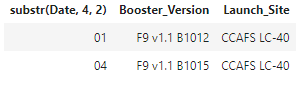 substr(Date, 4, 2) Booster_Version Launch_Site
01 F9 v1.1 B1012 CCAFS LC-40
04 F9 v1.1 B1015 CCAFS LC-40